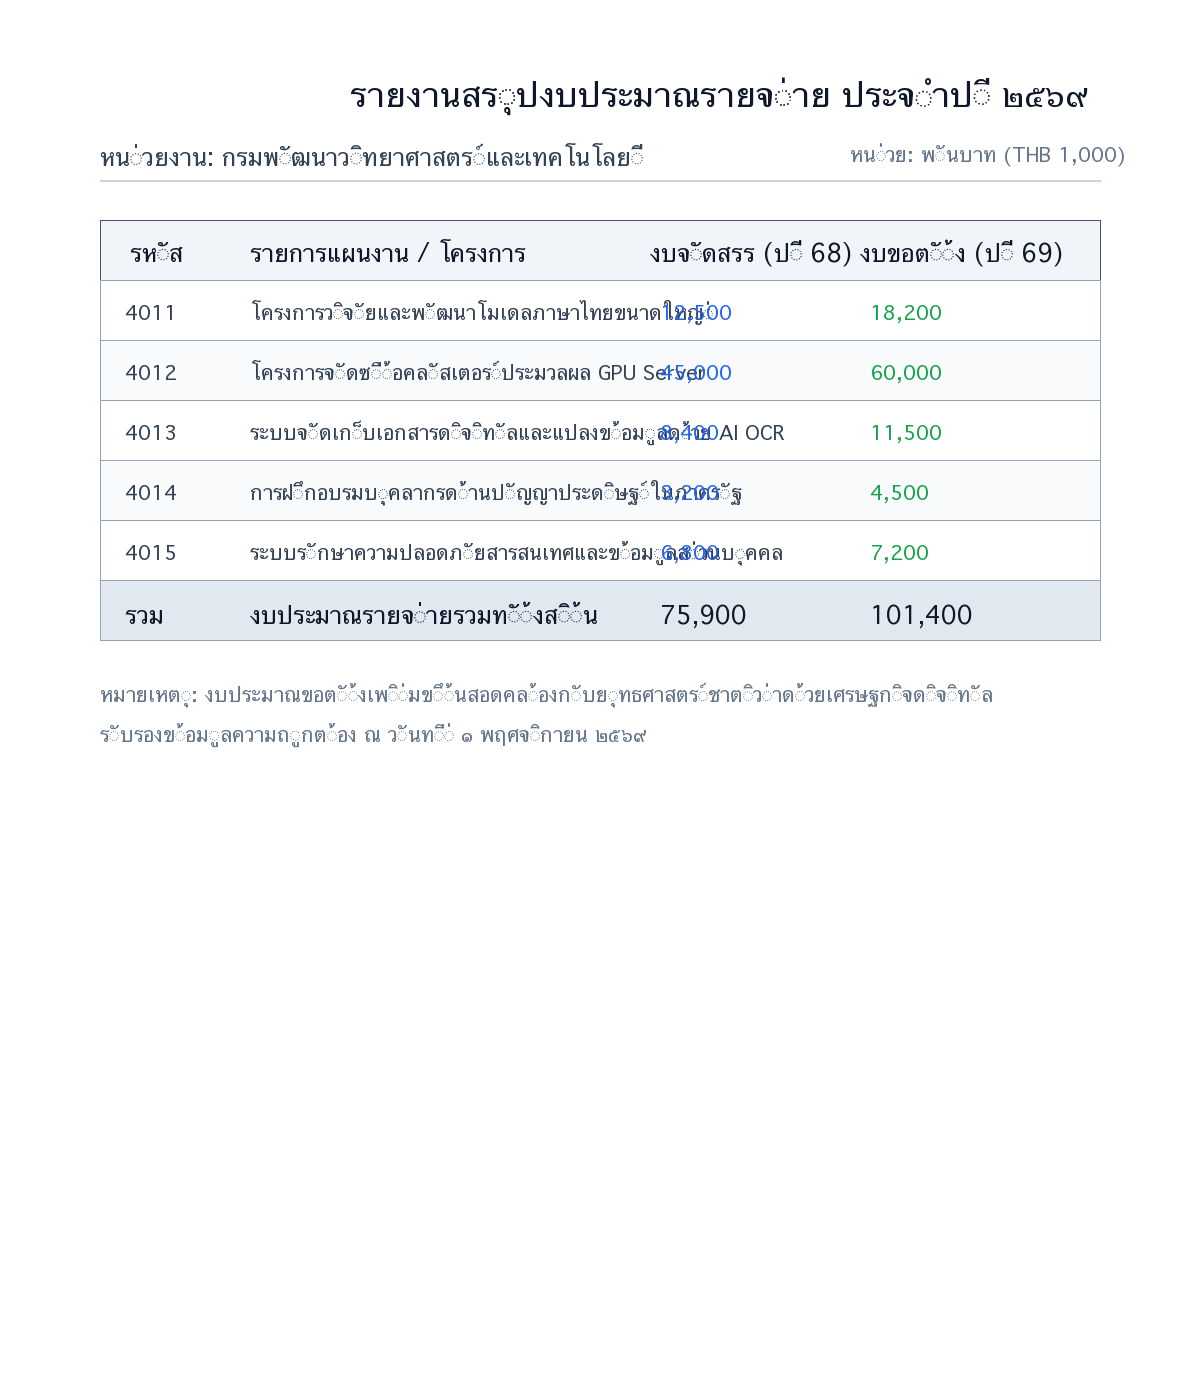 รายงานสรุปงบประมาณรายจ่าย ประจำปี ๒๕๖๙
หน่วยงาน: กรมพัฒนาวิทยาศาสตร์และเทคโนโลยี หน่วย: พันบาท (THB 1,000)
รหัส รายการแผนงาน / โครงการ งบจัดสรร (ปี 68) งบขอตั้ง (ปี 69)
4011 โครงการวิจัยและพัฒนาโมเดลภาษาไทยขนาดใหญ่ 12,500 18,200
4012 โครงการจัดซื้อคลัสเตอร์ประมวลผล GPU Server 45,000 60,000
4013 ระบบจัดเก็บเอกสารดิจิทัลและแปลงข้อมูลด้วย AI OCR 8,400 11,500
4014 การฝึกอบรมบุคลากรด้านปัญญาประดิษฐ์ในภาครัฐ 3,200 4,500
4015 ระบบรักษาความปลอดภัยสารสนเทศและข้อมูลส่วนบุคคล 6,800 7,200
รวม งบประมาณรายจ่ายรวมทั้งสิ้น 75,900 101,400
หมายเหตุ: งบประมาณขอตั้งเพิ่มขึ้นสอดคล้องกับยุทธศาสตร์ชาติว่าด้วยเศรษฐกิจดิจิทัล
รับรองข้อมูลความถูกต้อง ณ วันที่ ๑ พฤศจิกายน ๒๕๖๙